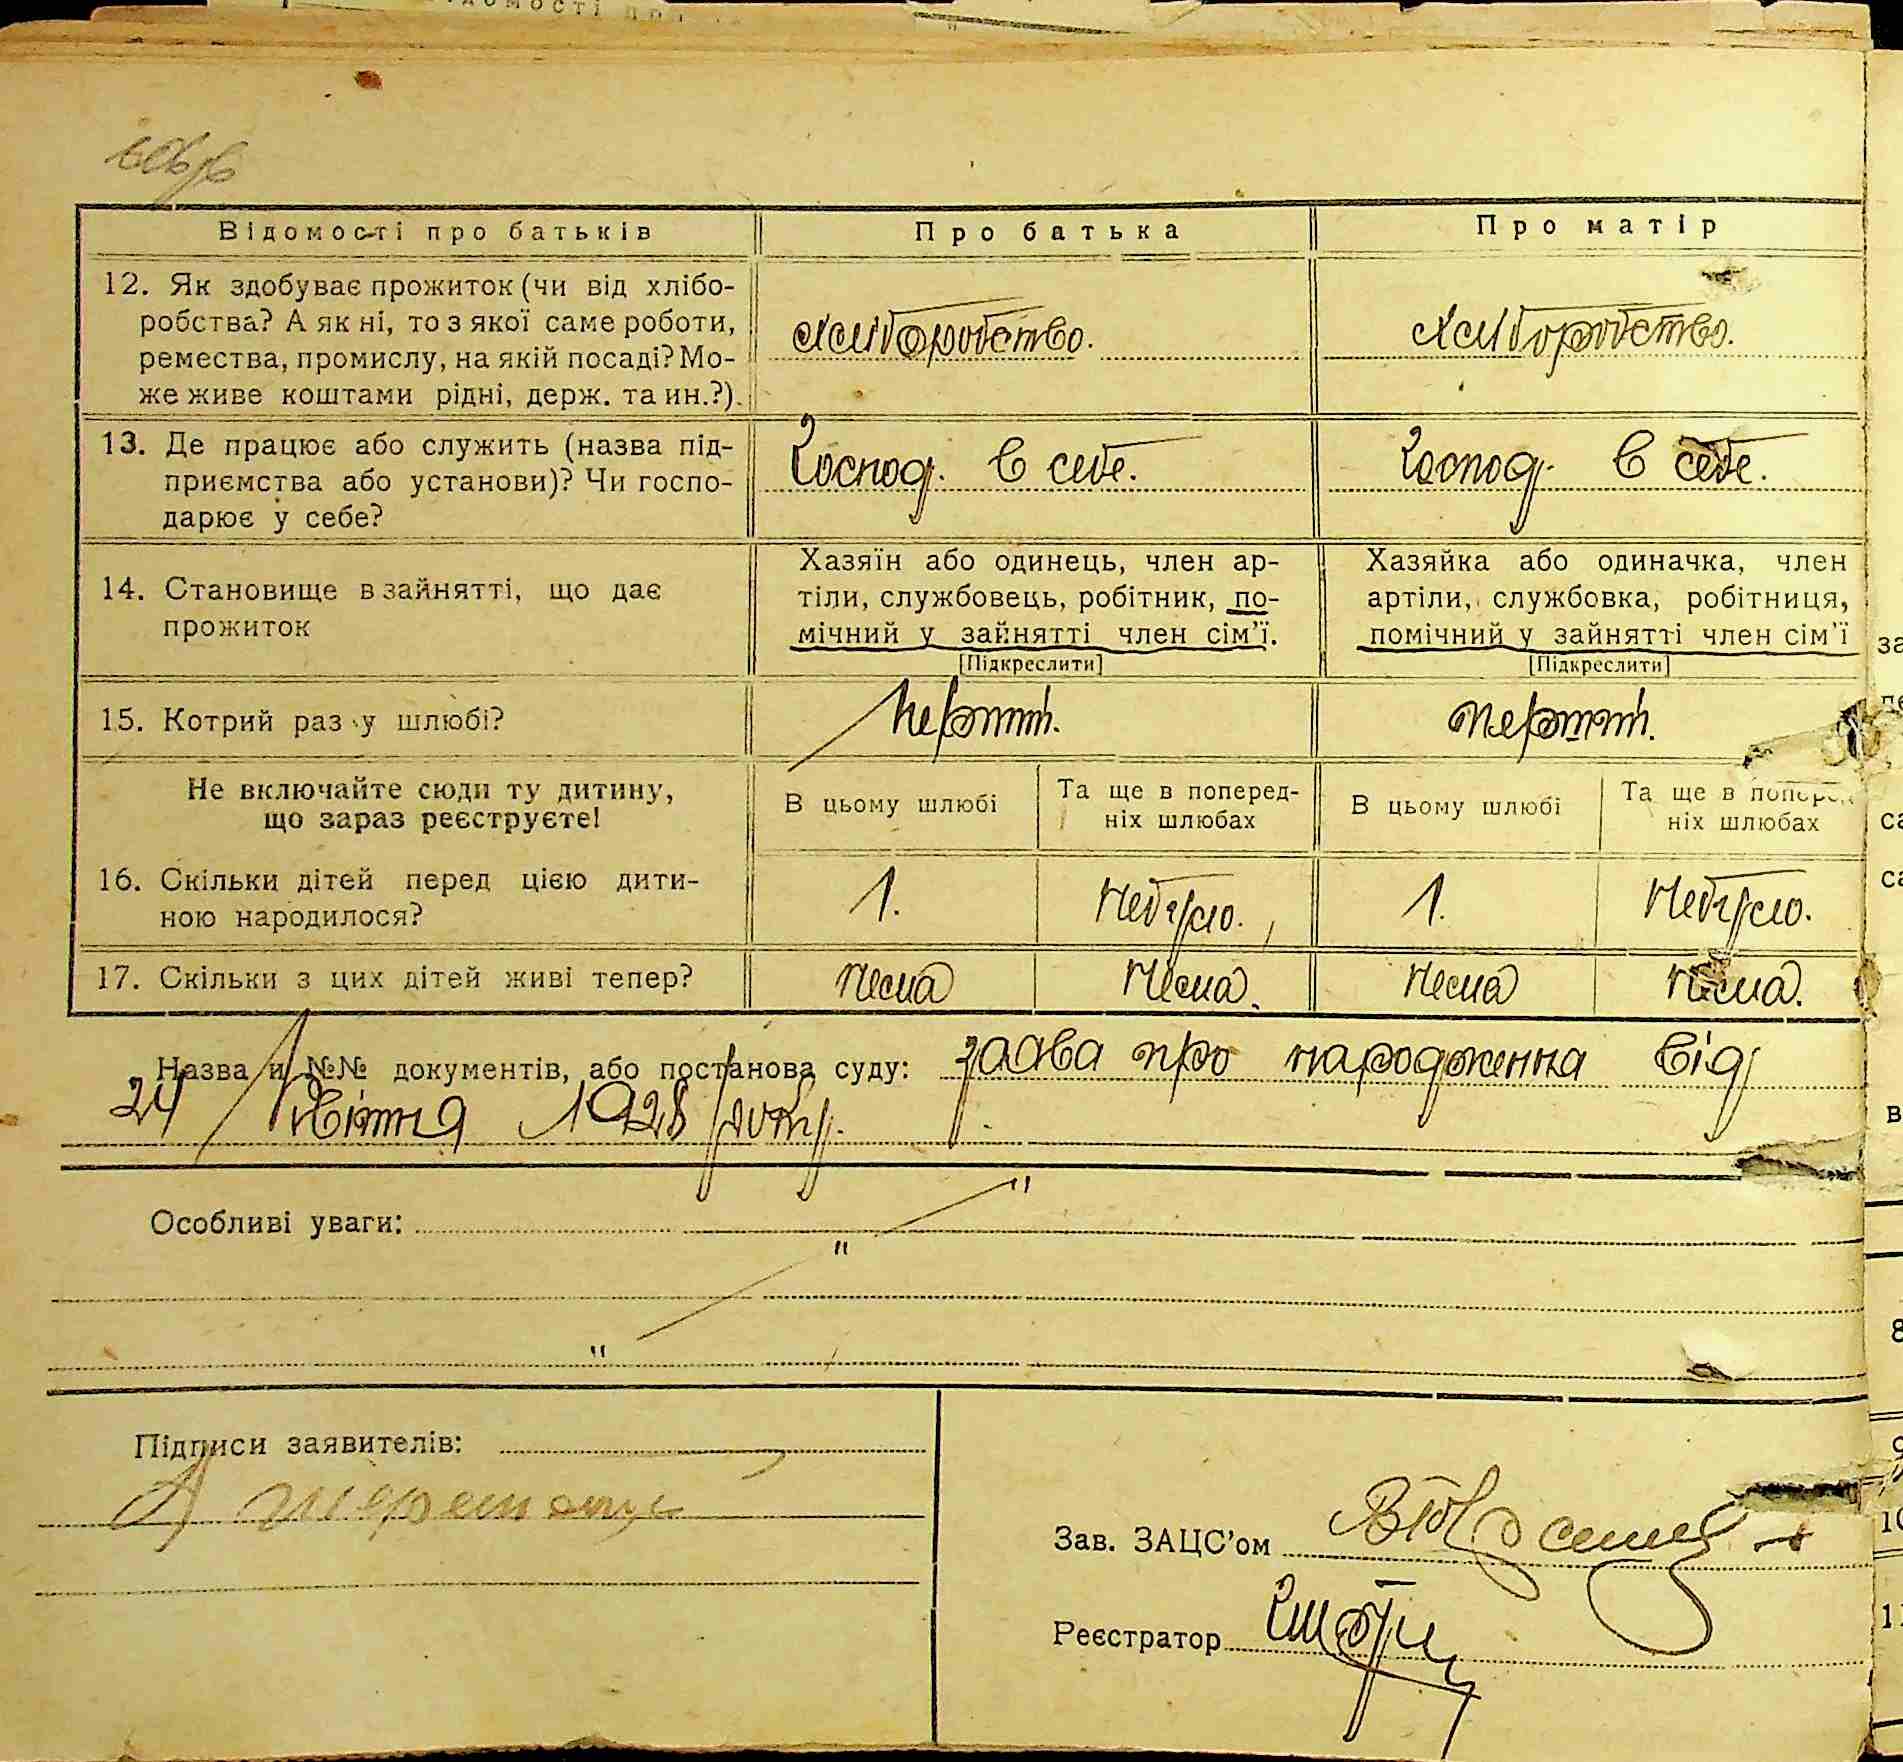 Відомості про батьків
Про батька
Про матір
12. Як здобуває прожиток (чи від хлібо-
робства? А як ні, то з якої саме роботи,
ремества, промислу, на якій посаді? Мо-
же живе коштами рідні, держ. та ин.?).
хліборобство.
хліборобство.
13. Де працює або служить (назва під-
приємства або установи)? Чи госпо-
дарює у себе?
Господ. в себе.
Господ. в себе.
14. Становище в зайнятті, що дає
прожиток
Хазяїн або одинець, член ар-
тіли, службовець, робітник, по-
мічний у зайнятті член сім’ї.
[Підкреслити]
Хазяйка або одиначка, член
артіли, службовка, робітниця,
помічний у зайнятті член сім’ї
[Підкреслити]
15. Котрий раз у шлюбі?
Не включайте сюди ту дитину,
що зараз реєструєте!
В цьому шлюбі
Та ще в поперед-
ніх шлюбах
В цьому шлюбі
Та ще в поперед-
ніх шлюбах
16. Скільки дітей перед цією дити-
ною народилося?
1.
небуло.
1.
небуло.
17. Скільки з цих дітей живі тепер?
нема
нема.
нема
нема.
Назва й №№ документів, або постанова суду: заява про народження від
24/Квітня 1928 року.
Особливі уваги:
Підписи заявителів:
Зав. ЗАЦС’ом
Реєстратор